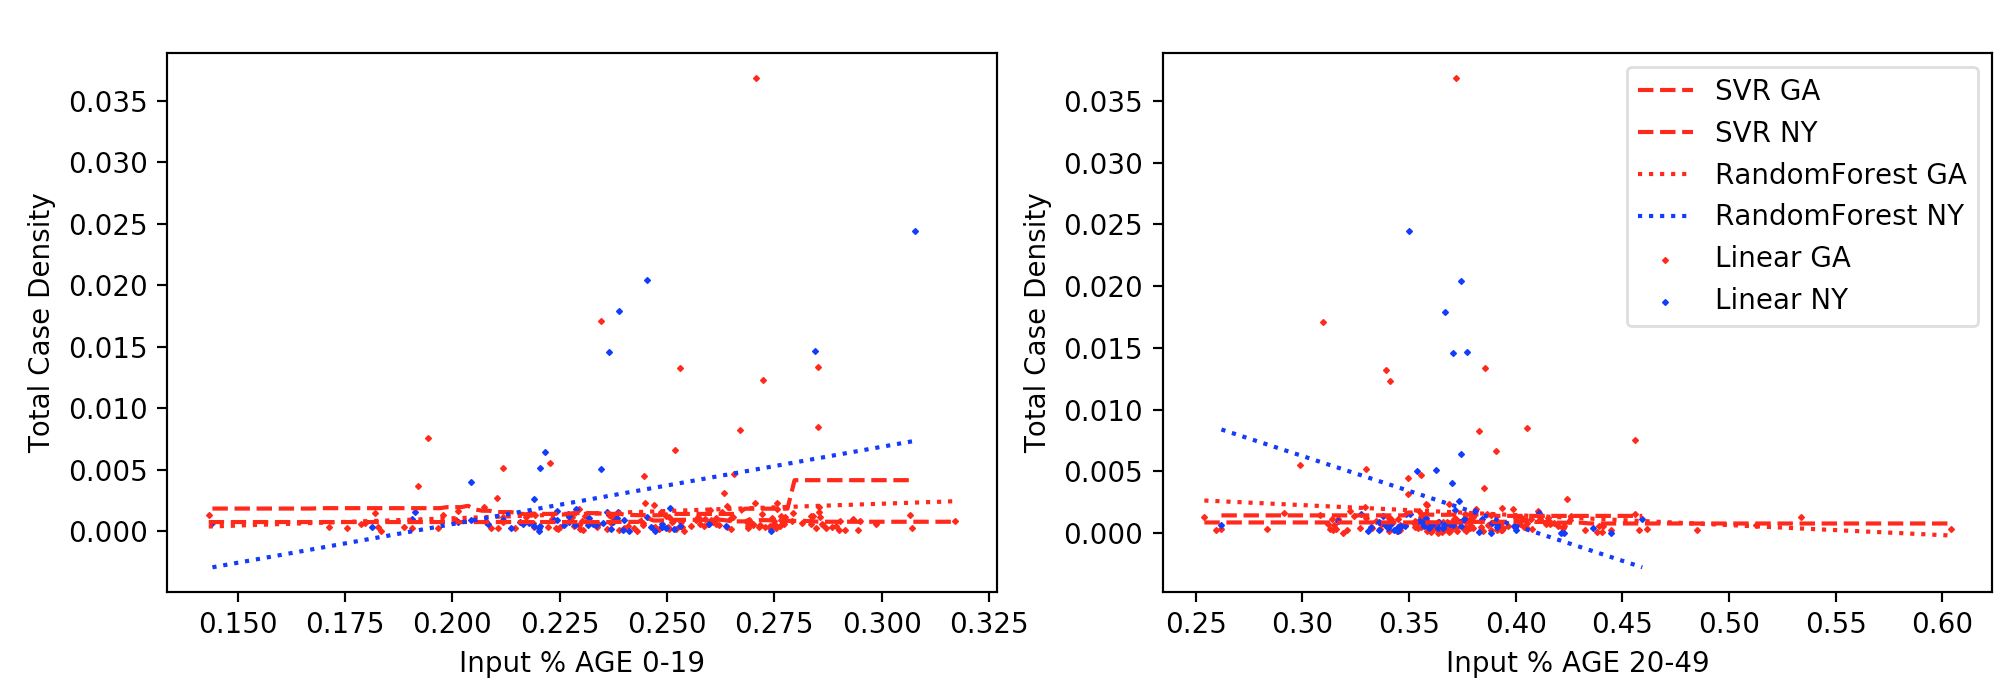 0.035
0.030
0.025
0.020
0.015
0.010
0.005
0.000
Total Case Density
0.150 0.175 0.200 0.225 0.250 0.275 0.300 0.325
Input % AGE 0-19
0.035
0.030
0.025
0.020
0.015
0.010
0.005
0.000
Total Case Density
0.25 0.30 0.35 0.40 0.45 0.50 0.55 0.60
Input % AGE 20-49
SVR GA
SVR NY
RandomForest GA
RandomForest NY
Linear GA
Linear NY